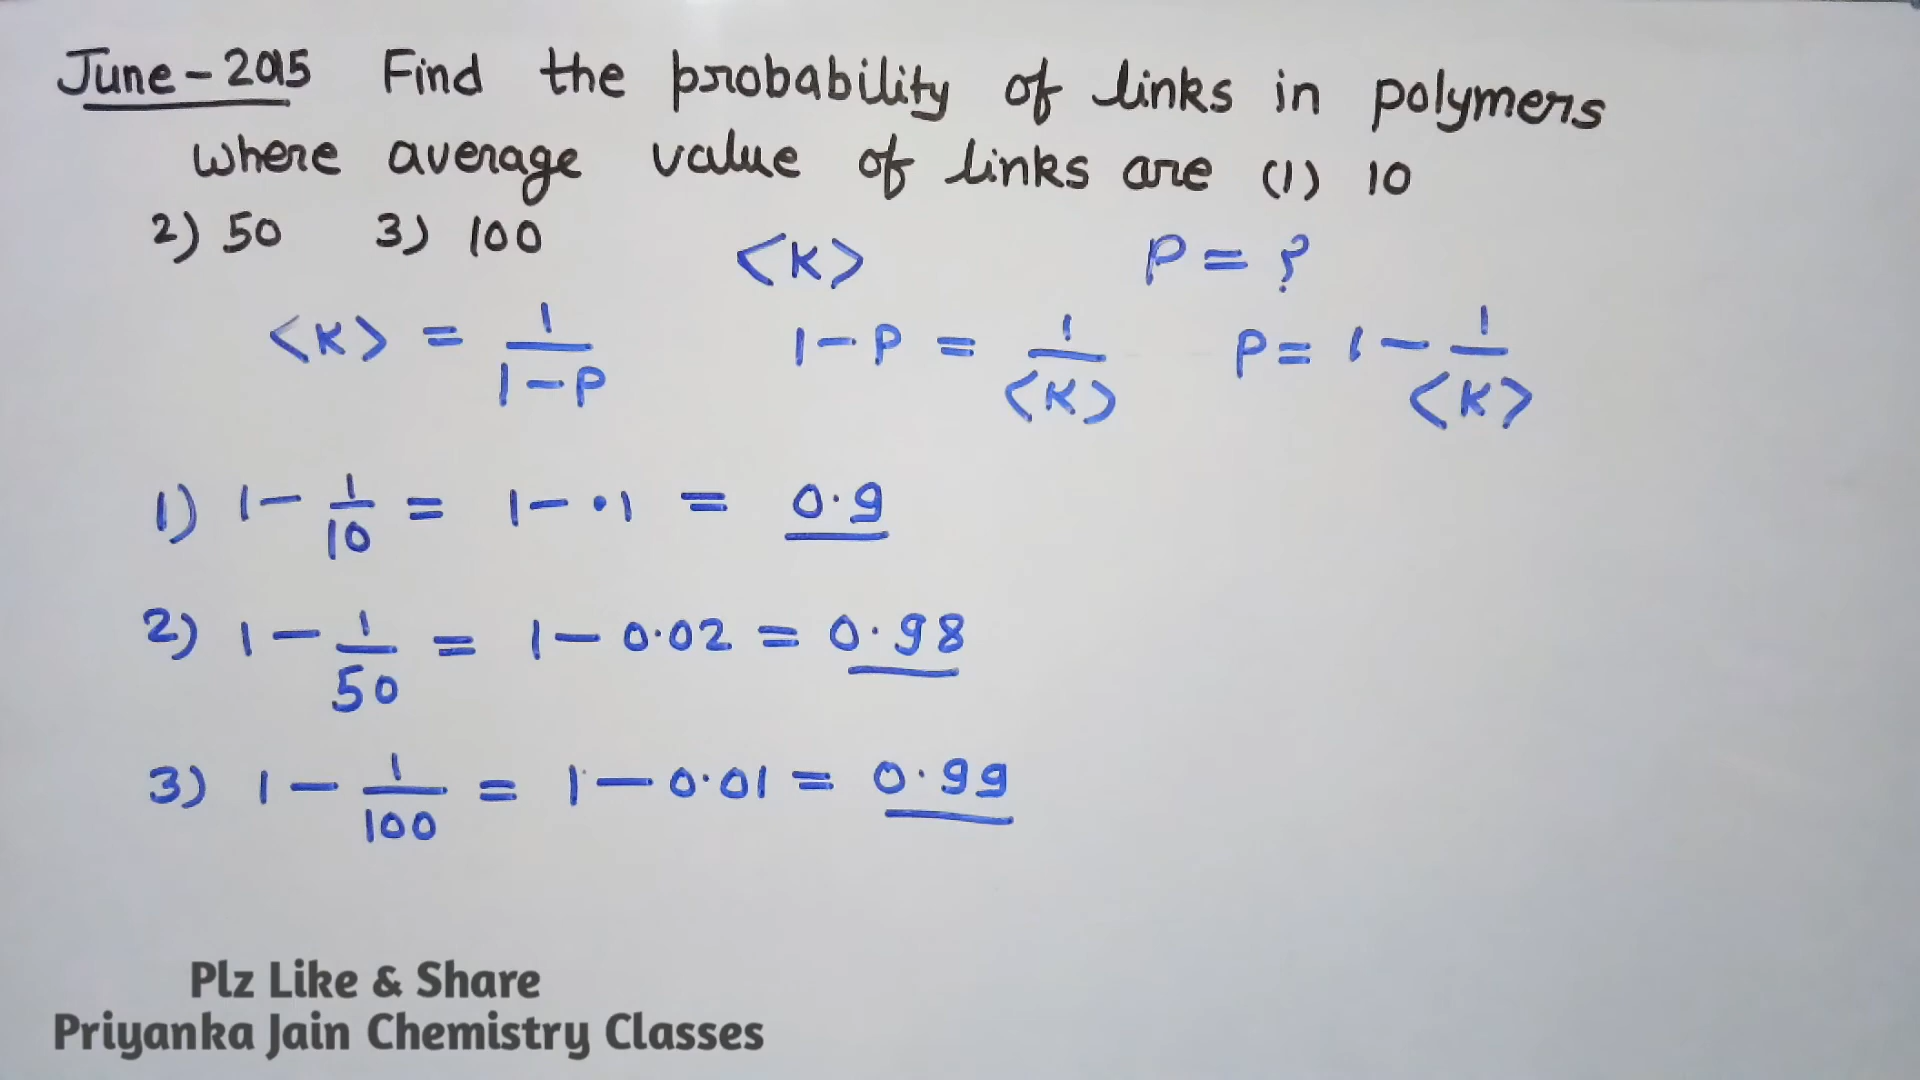 June-2015 Find the probability of links in polymers
where average value of links are (1) 10
2) 50 3) 100
<K> P = ?
<K> = 1/(1-P) 1-P = 1/<K> P = 1 - 1/<K>
1) 1 - 1/10 = 1 - .1 = 0.9
2) 1 - 1/50 = 1 - 0.02 = 0.98
3) 1 - 1/100 = 1 - 0.01 = 0.99
Plz Like & Share
Priyanka Jain Chemistry Classes